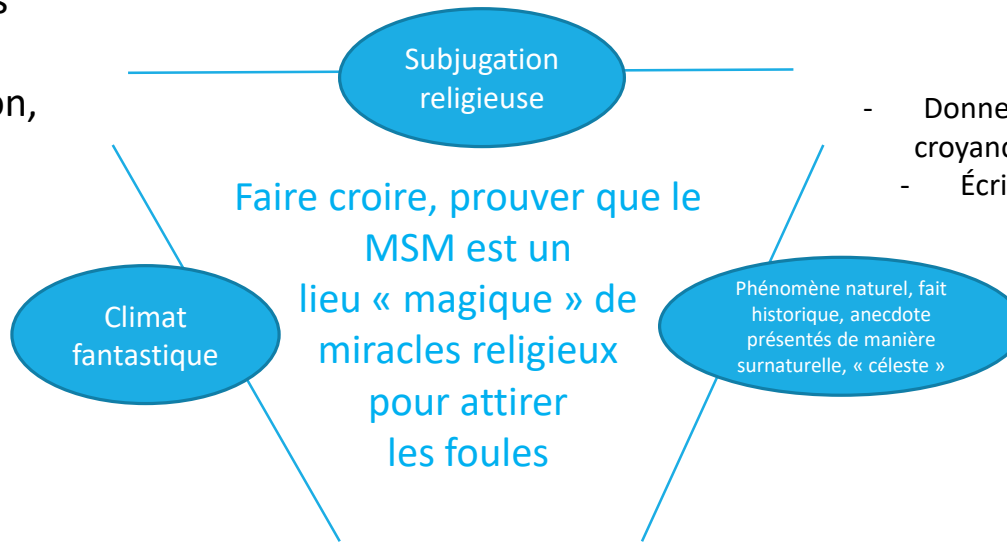 s
on,
Subjugation
religieuse
- Donne
croyanc
- Écri
Faire croire, prouver que le
MSM est un
lieu « magique » de
miracles religieux
pour attirer
les foules
Climat
fantastique
Phénomène naturel, fait
historique, anecdote
présentés de manière
surnaturelle, « céleste »